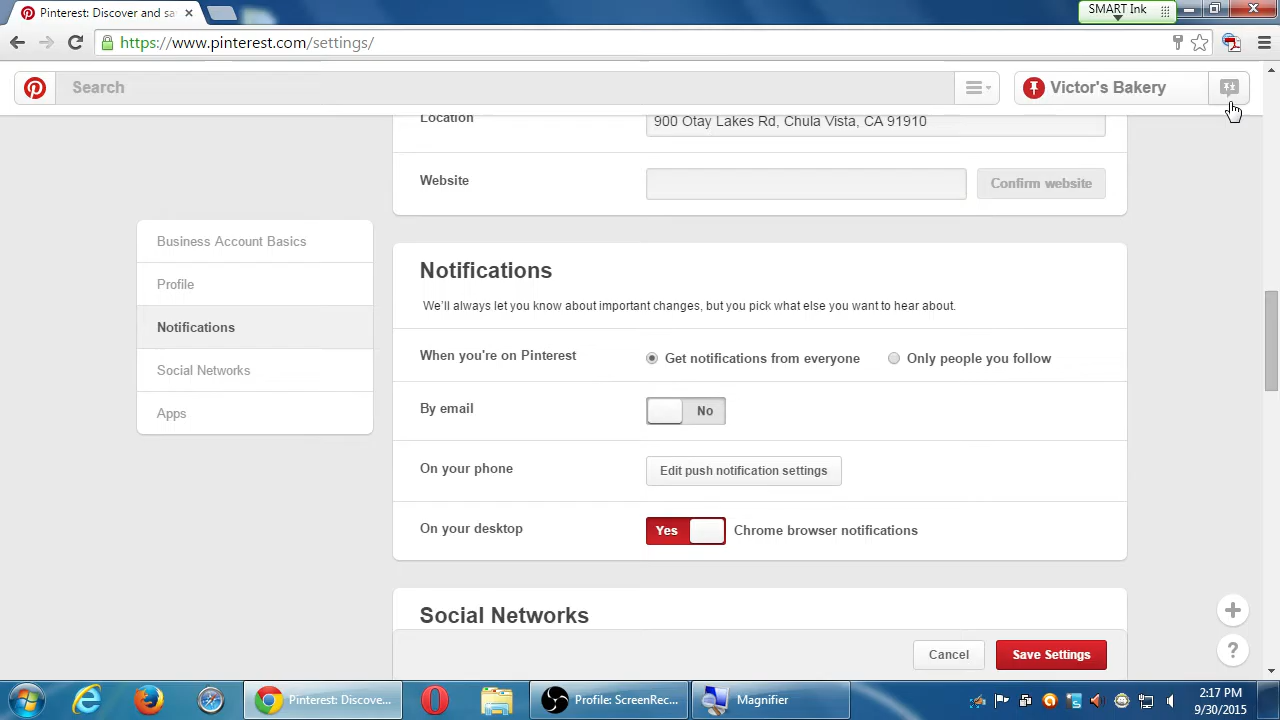 Pinterest: Discover and sa
SMART Ink
https://www.pinterest.com/settings/
Search
Victor's Bakery
Location
900 Otay Lakes Rd, Chula Vista, CA 91910
Website
Confirm website
Business Account Basics
Profile
Notifications
Social Networks
Apps
Notifications
We'll always let you know about important changes, but you pick what else you want to hear about.
When you're on Pinterest
Get notifications from everyone
Only people you follow
By email
No
On your phone
Edit push notification settings
On your desktop
Yes
Chrome browser notifications
Social Networks
Cancel
Save Settings
Pinterest: Discove...
Profile: ScreenRec...
Magnifier
2:17 PM
9/30/2015